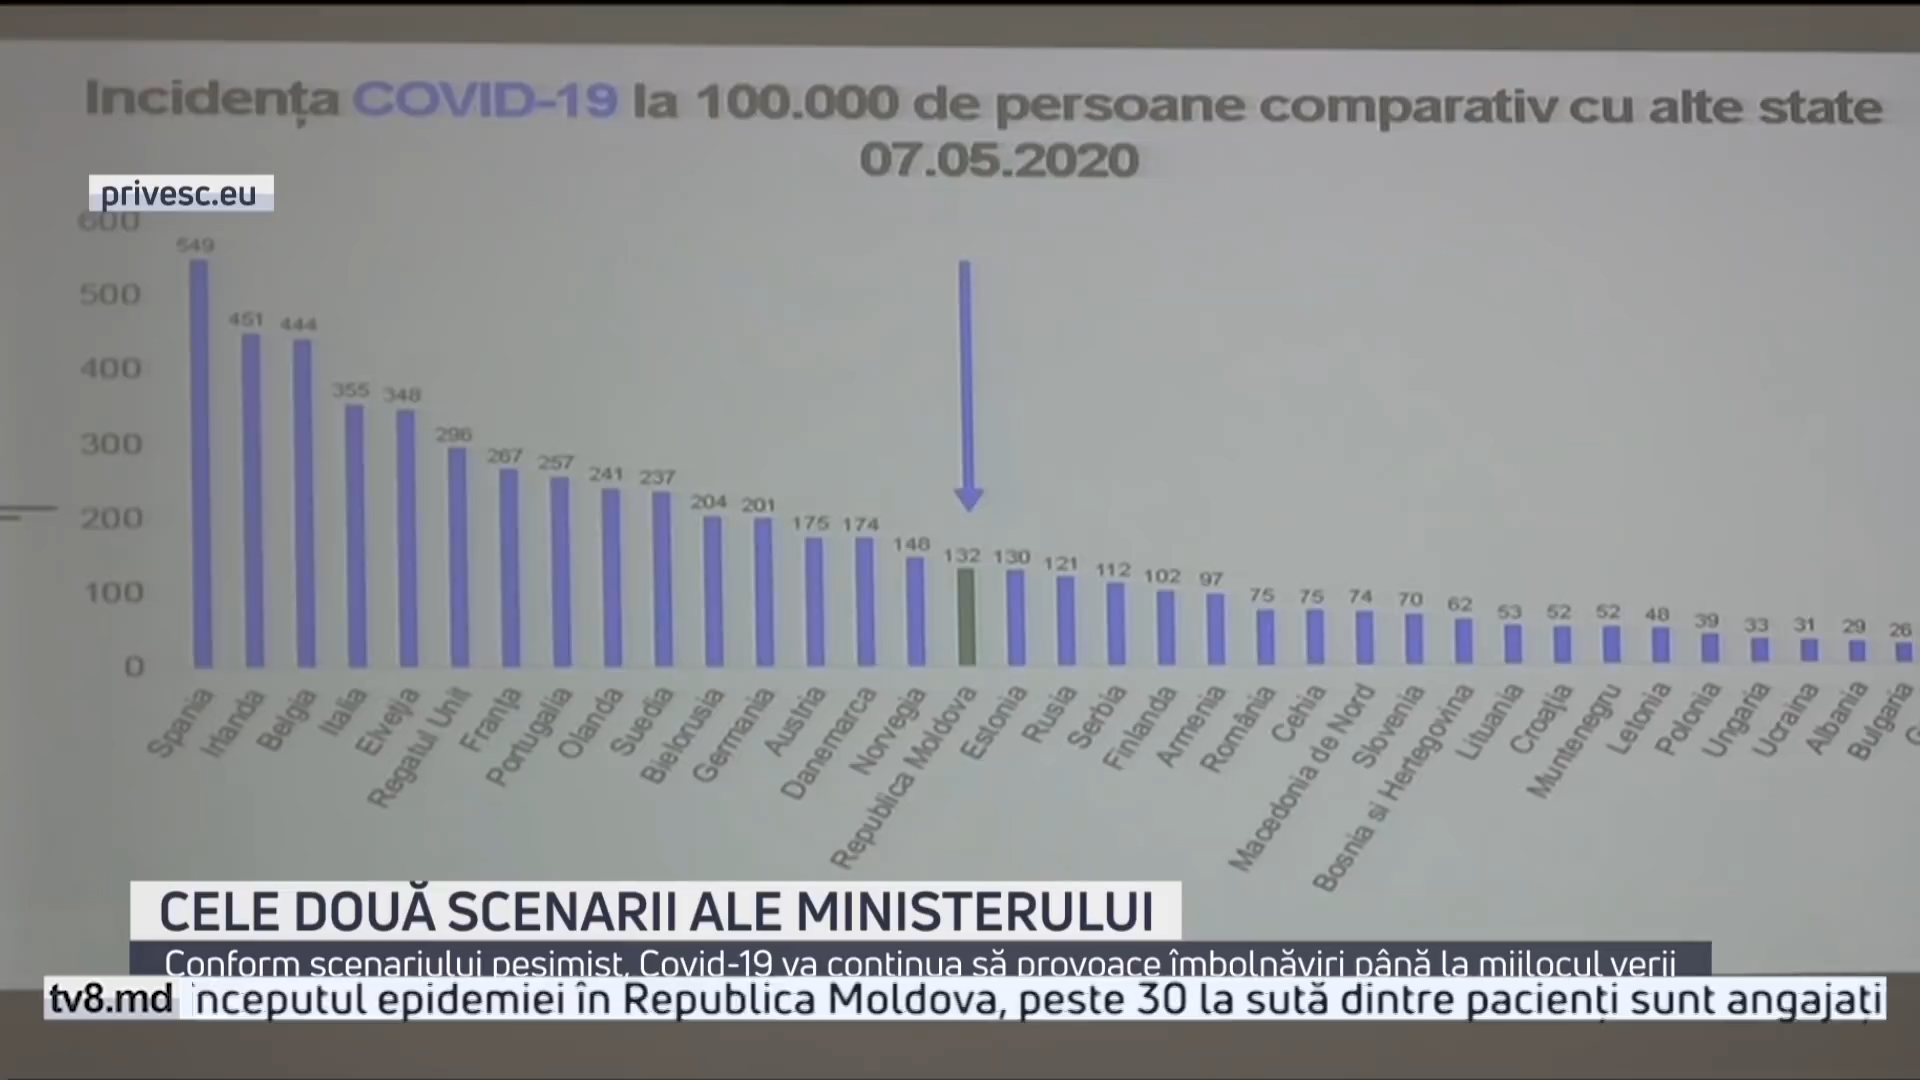 Incidența COVID-19 la 100.000 de persoane comparativ cu alte state
07.05.2020
privesc.eu
600
500
400
300
200
100
0
549 451 444 355 348 296 267 257 241 237 204 201 175 174 148 132 130 121 112 102 97 75 75 74 70 62 53 52 52 48 39 33 31 29 26
Spania Irlanda Belgia Italia Elveția Regatul Unit Franța Portugalia Olanda Suedia Bielorusia Germania Austria Danemarca Norvegia Republica Moldova Estonia Rusia Serbia Finlanda Armenia România Cehia Macedonia de Nord Slovenia Bosnia si Hertegovina Lituania Croația Muntenegru Letonia Polonia Ungaria Ucraina Albania Bulgaria
CELE DOUĂ SCENARII ALE MINISTERULUI
Conform scenariului pesimist, Covid-19 va continua să provoace îmbolnăviri până la mijlocul verii
tv8.md începutul epidemiei în Republica Moldova, peste 30 la sută dintre pacienți sunt angajați